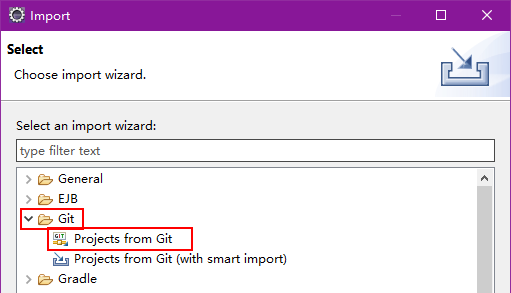 Import
Select
Choose import wizard.
Select an import wizard:
type filter text
General
EJB
Git
GIT Projects from Git
Projects from Git (with smart import)
Gradle